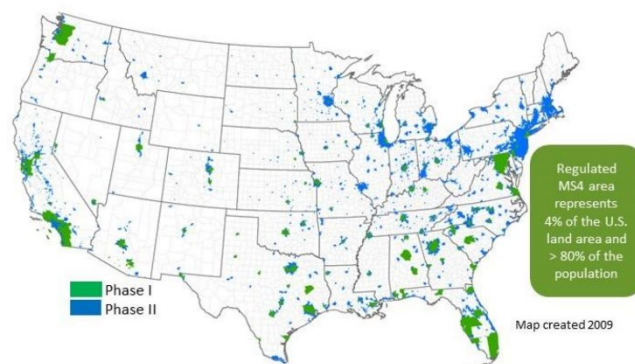 Regulated
MS4 area
represents
4% of the U.S.
land area and
> 80% of the
population
Phase I
Phase II
Map created 2009